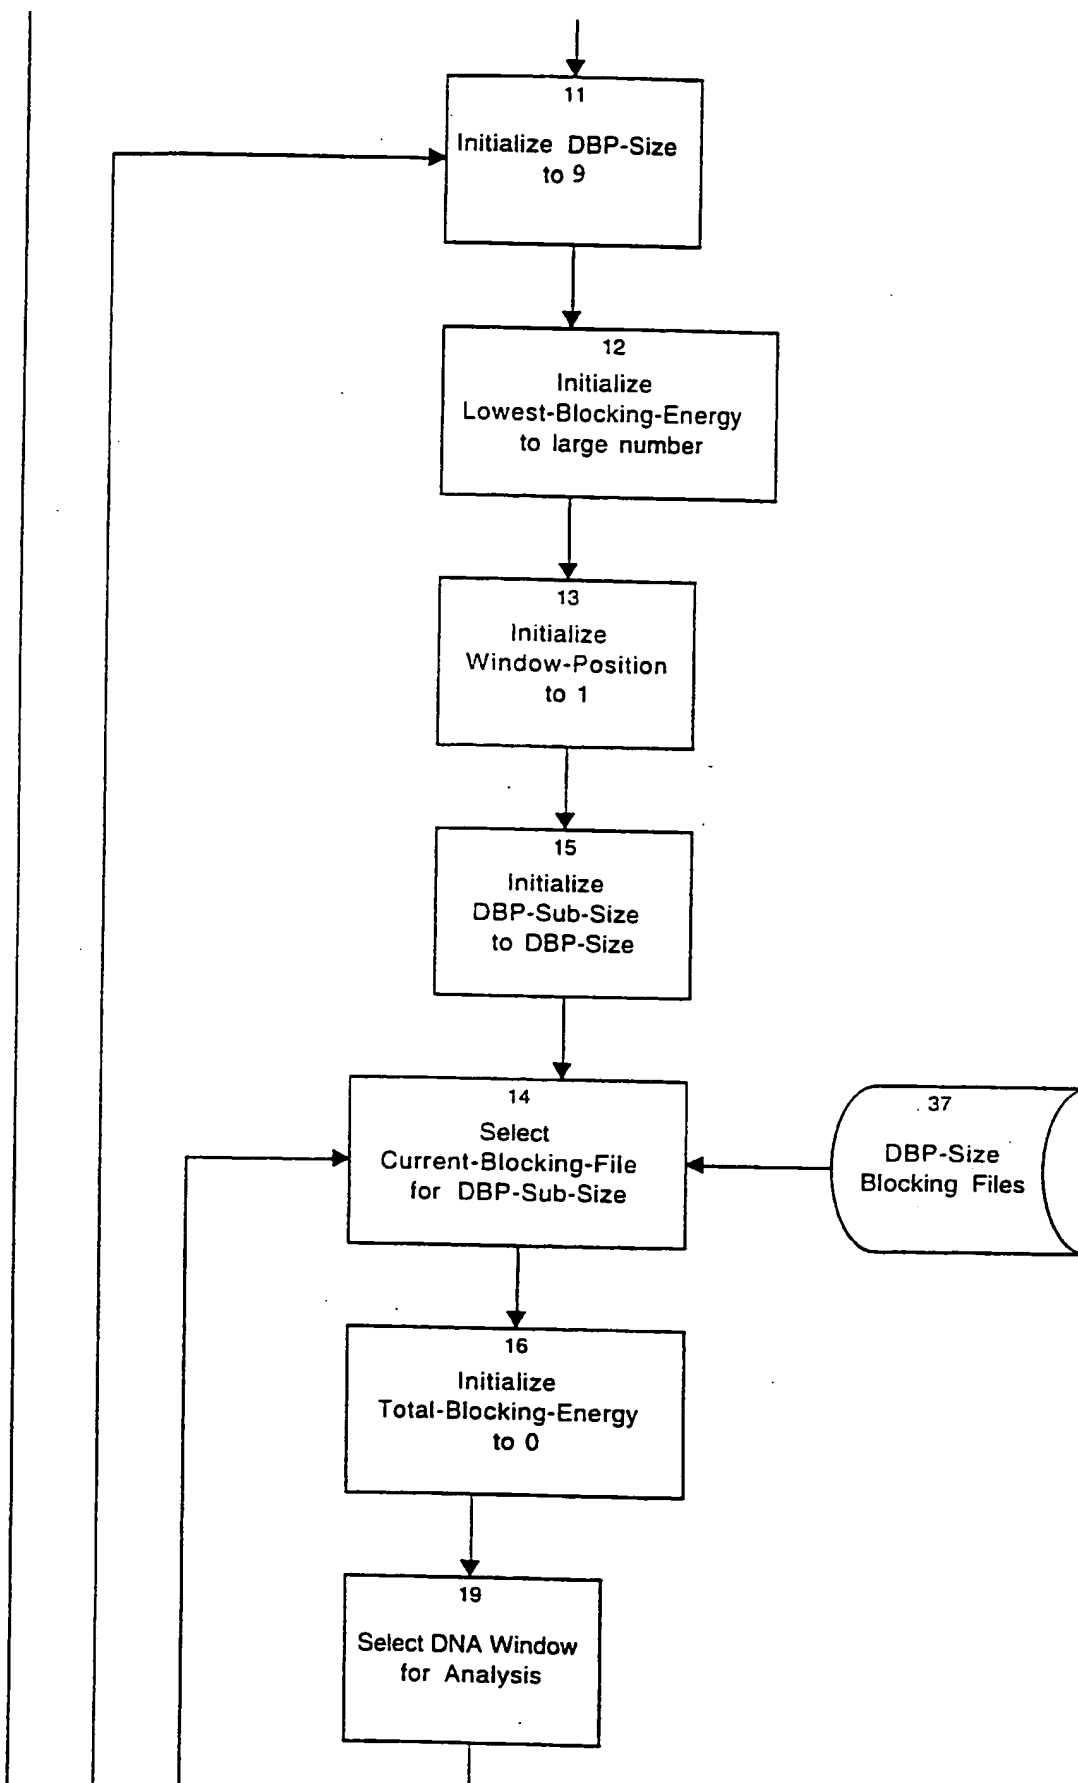 11
Initialize DBP-Size
to 9
12
Initialize
Lowest-Blocking-Energy
to large number
13
Initialize
Window-Position
to 1
15
Initialize
DBP-Sub-Size
to DBP-Size
14
Select
Current-Blocking-File
for DBP-Sub-Size
37
DBP-Size
Blocking Files
16
Initialize
Total-Blocking-Energy
to 0
19
Select DNA Window
for Analysis